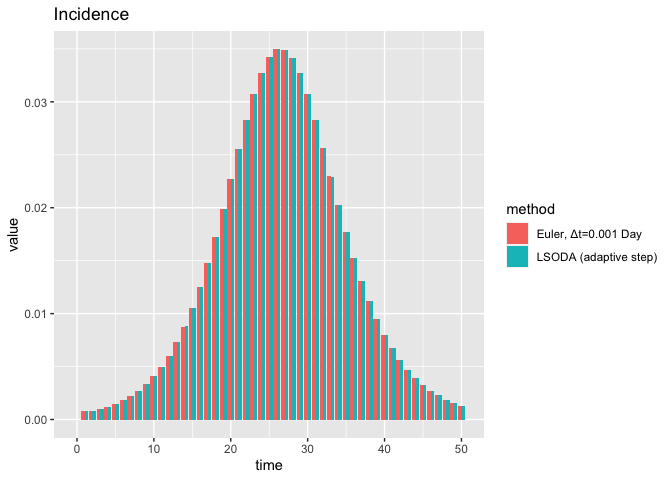 Incidence
value
0.03
0.02
0.01
0.00
0 10 20 30 40 50
time
method
Euler, Δt=0.001 Day
LSODA (adaptive step)